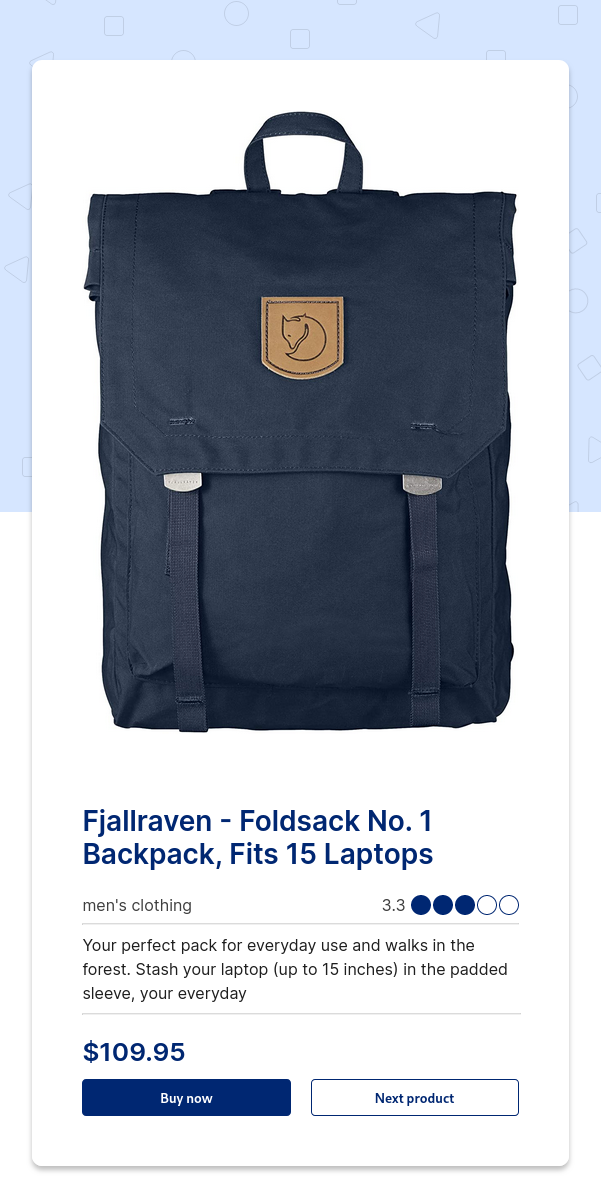 Fjallraven - Foldsack No. 1
Backpack, Fits 15 Laptops
men's clothing
3.3
Your perfect pack for everyday use and walks in the
forest. Stash your laptop (up to 15 inches) in the padded
sleeve, your everyday
$109.95
Buy now
Next product